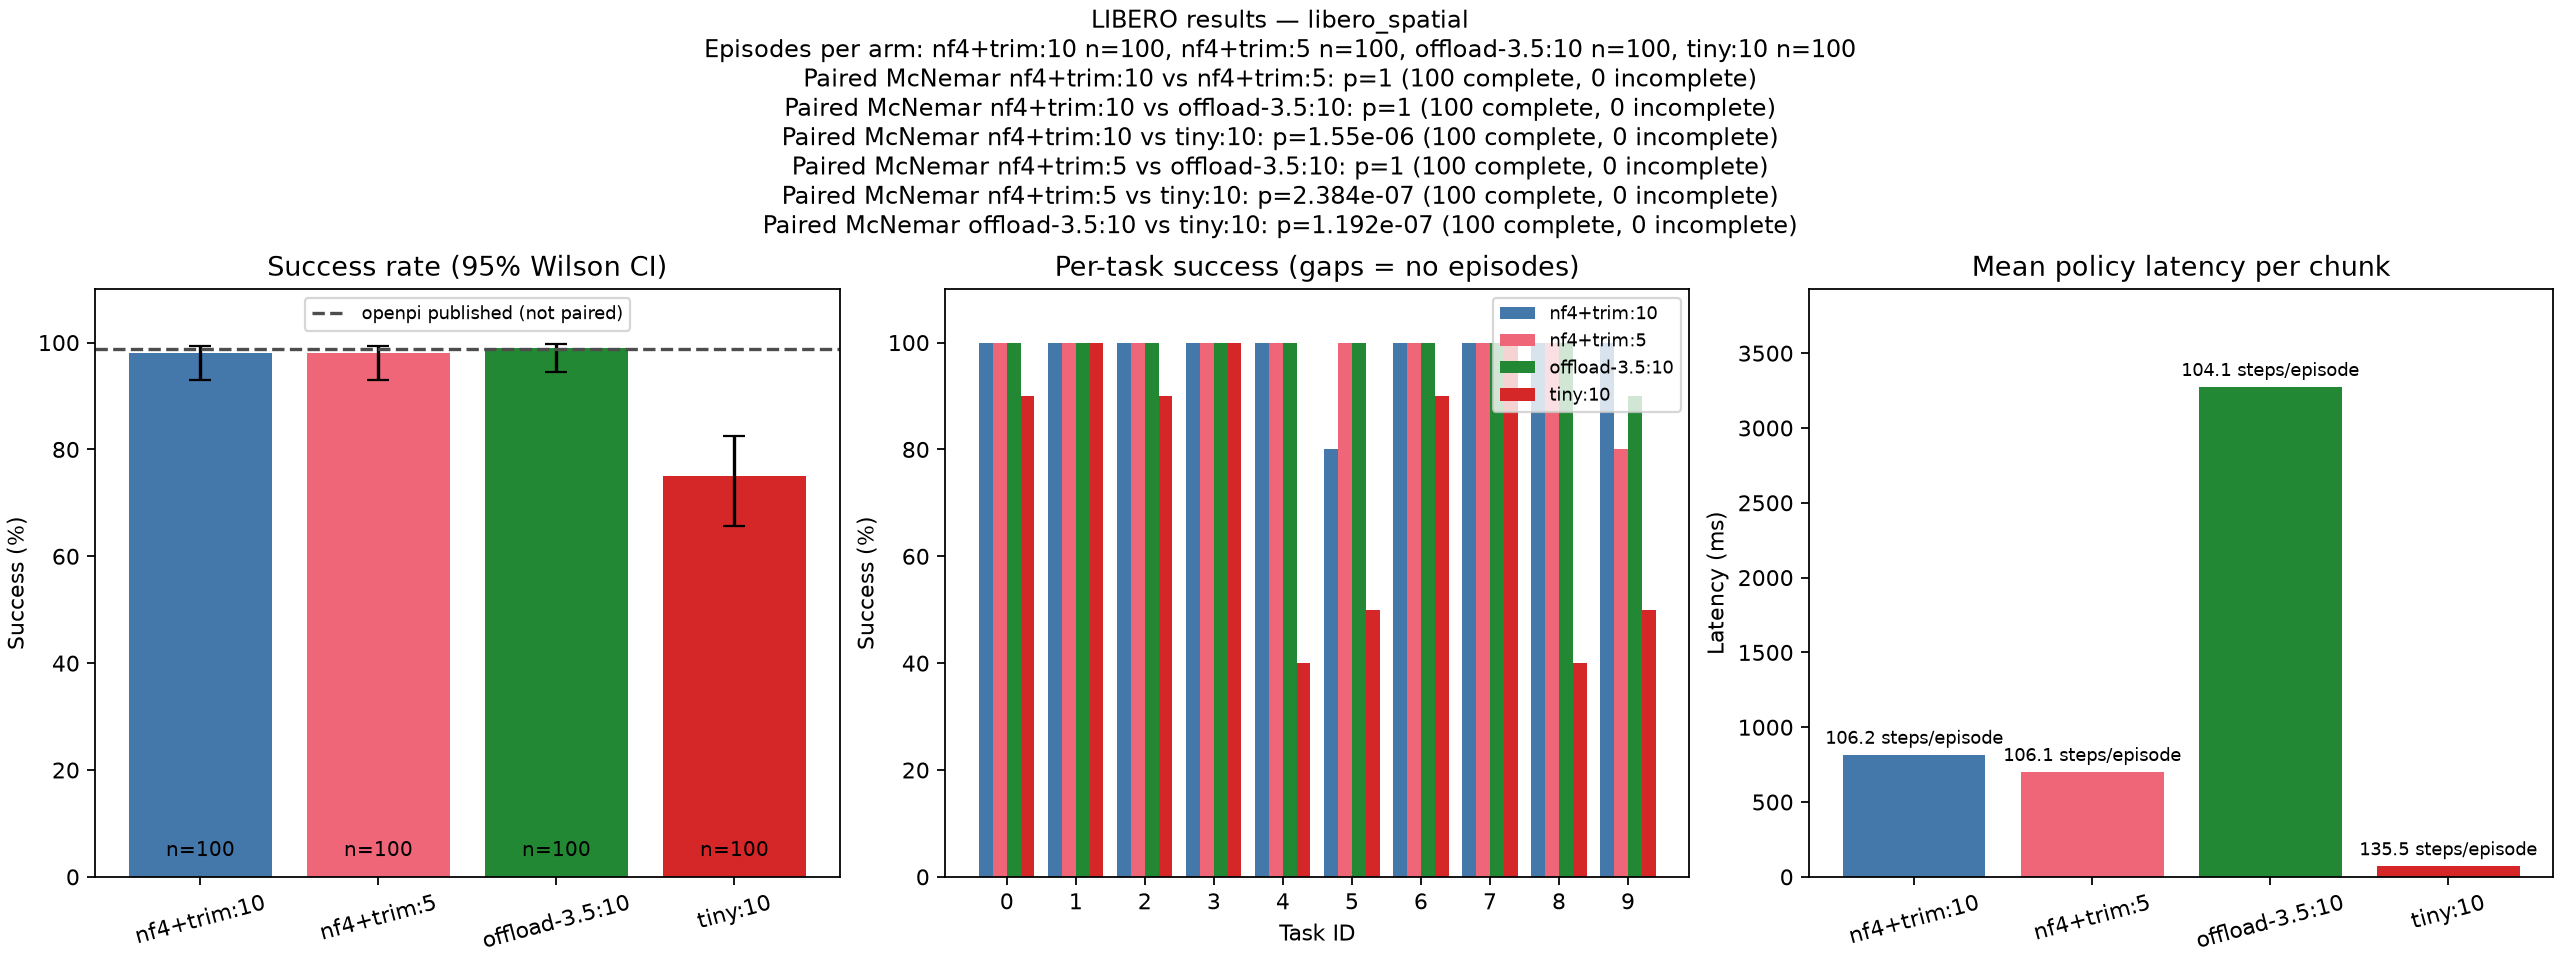 LIBERO results — libero_spatial
Episodes per arm: nf4+trim:10 n=100, nf4+trim:5 n=100, offload-3.5:10 n=100, tiny:10 n=100
Paired McNemar nf4+trim:10 vs nf4+trim:5: p=1 (100 complete, 0 incomplete)
Paired McNemar nf4+trim:10 vs offload-3.5:10: p=1 (100 complete, 0 incomplete)
Paired McNemar nf4+trim:10 vs tiny:10: p=1.55e-06 (100 complete, 0 incomplete)
Paired McNemar nf4+trim:5 vs offload-3.5:10: p=1 (100 complete, 0 incomplete)
Paired McNemar nf4+trim:5 vs tiny:10: p=2.384e-07 (100 complete, 0 incomplete)
Paired McNemar offload-3.5:10 vs tiny:10: p=1.192e-07 (100 complete, 0 incomplete)
Success rate (95% Wilson CI)
openpi published (not paired)
Success (%)
100
80
60
40
20
0
n=100 n=100 n=100 n=100
nf4+trim:10 nf4+trim:5 offload-3.5:10 tiny:10
Per-task success (gaps = no episodes)
nf4+trim:10
nf4+trim:5
offload-3.5:10
tiny:10
Success (%)
100
80
60
40
20
0
0 1 2 3 4 5 6 7 8 9
Task ID
Mean policy latency per chunk
Latency (ms)
3500
3000
2500
2000
1500
1000
500
0
106.2 steps/episode
106.1 steps/episode
104.1 steps/episode
135.5 steps/episode
nf4+trim:10 nf4+trim:5 offload-3.5:10 tiny:10